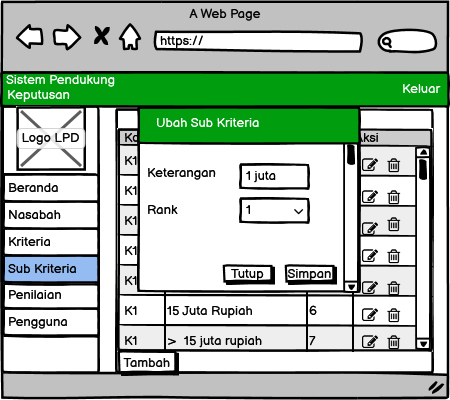 A Web Page
https://
Sistem Pendukung
Keputusan
Keluar
Logo LPD
Beranda
Nasabah
Kriteria
Sub Kriteria
Penilaian
Pengguna
Ubah Sub Kriteria
Keterangan
1 juta
Rank
1
Tutup
Simpan
K1
K1
K1
K1
K1
K1 15 Juta Rupiah 6
K1 > 15 juta rupiah 7
Tambah